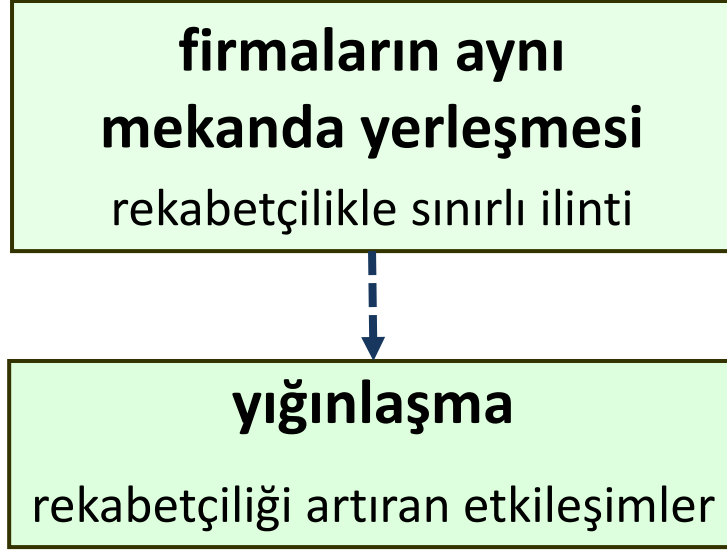 firmaların aynı
mekanda yerleşmesi
rekabetçilikle sınırlı ilinti
yığınlaşma
rekabetçiliği artıran etkileşimler